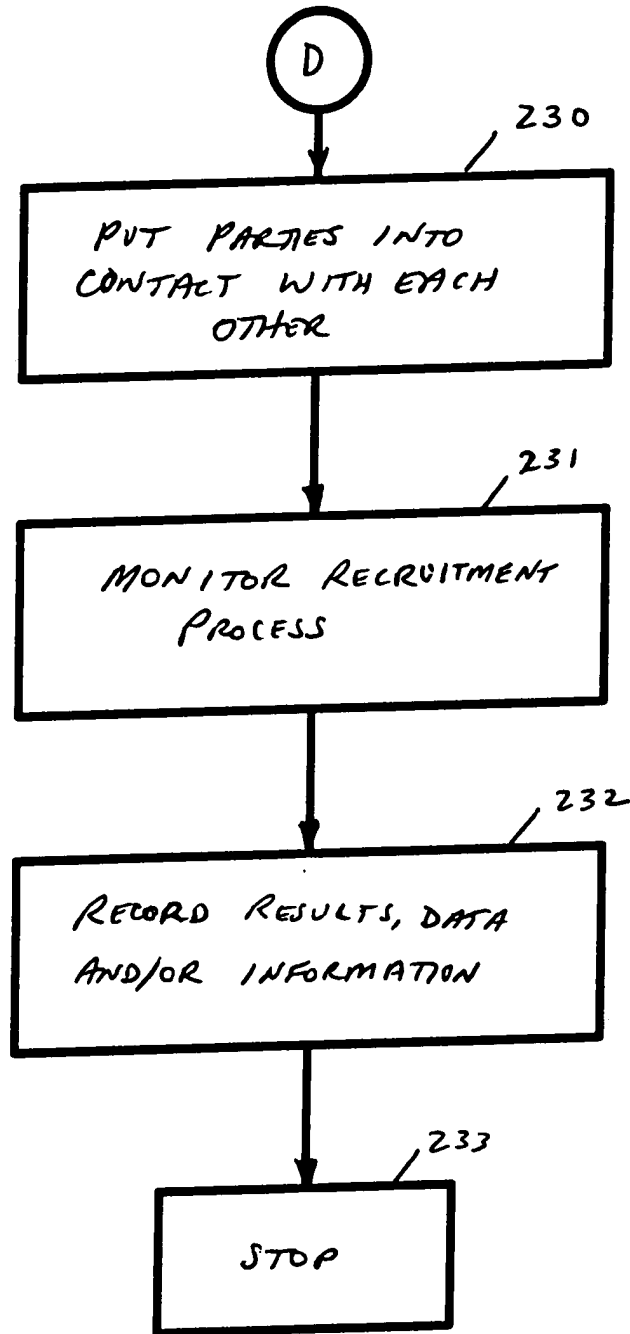 D
230
PUT PARTIES INTO
CONTACT WITH EACH
OTHER
231
MONITOR RECRUITMENT
PROCESS
232
RECORD RESULTS, DATA
AND/OR INFORMATION
233
STOP